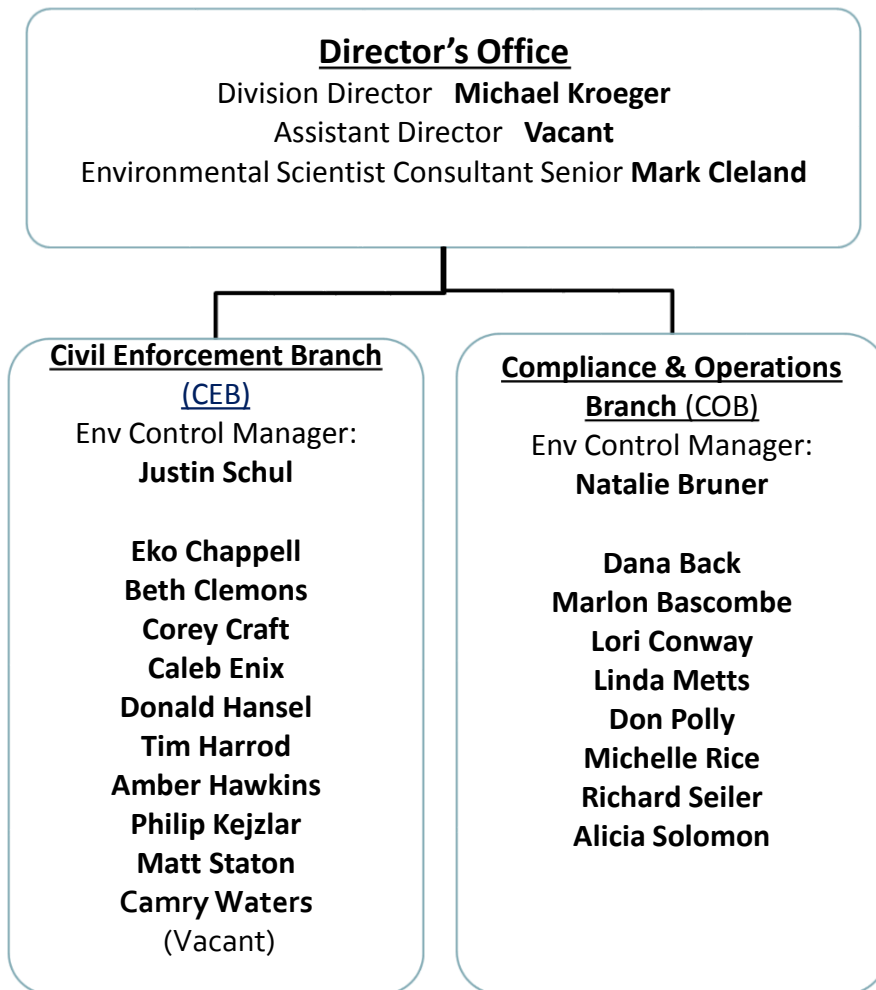 Director’s Office
Division Director Michael Kroeger
Assistant Director Vacant
Environmental Scientist Consultant Senior Mark Cleland
Civil Enforcement Branch
(CEB)
Env Control Manager:
Justin Schul
Eko Chappell
Beth Clemons
Corey Craft
Caleb Enix
Donald Hansel
Tim Harrod
Amber Hawkins
Philip Kejzlar
Matt Staton
Camry Waters
(Vacant)
Compliance & Operations
Branch (COB)
Env Control Manager:
Natalie Bruner
Dana Back
Marlon Bascombe
Lori Conway
Linda Metts
Don Polly
Michelle Rice
Richard Seiler
Alicia Solomon